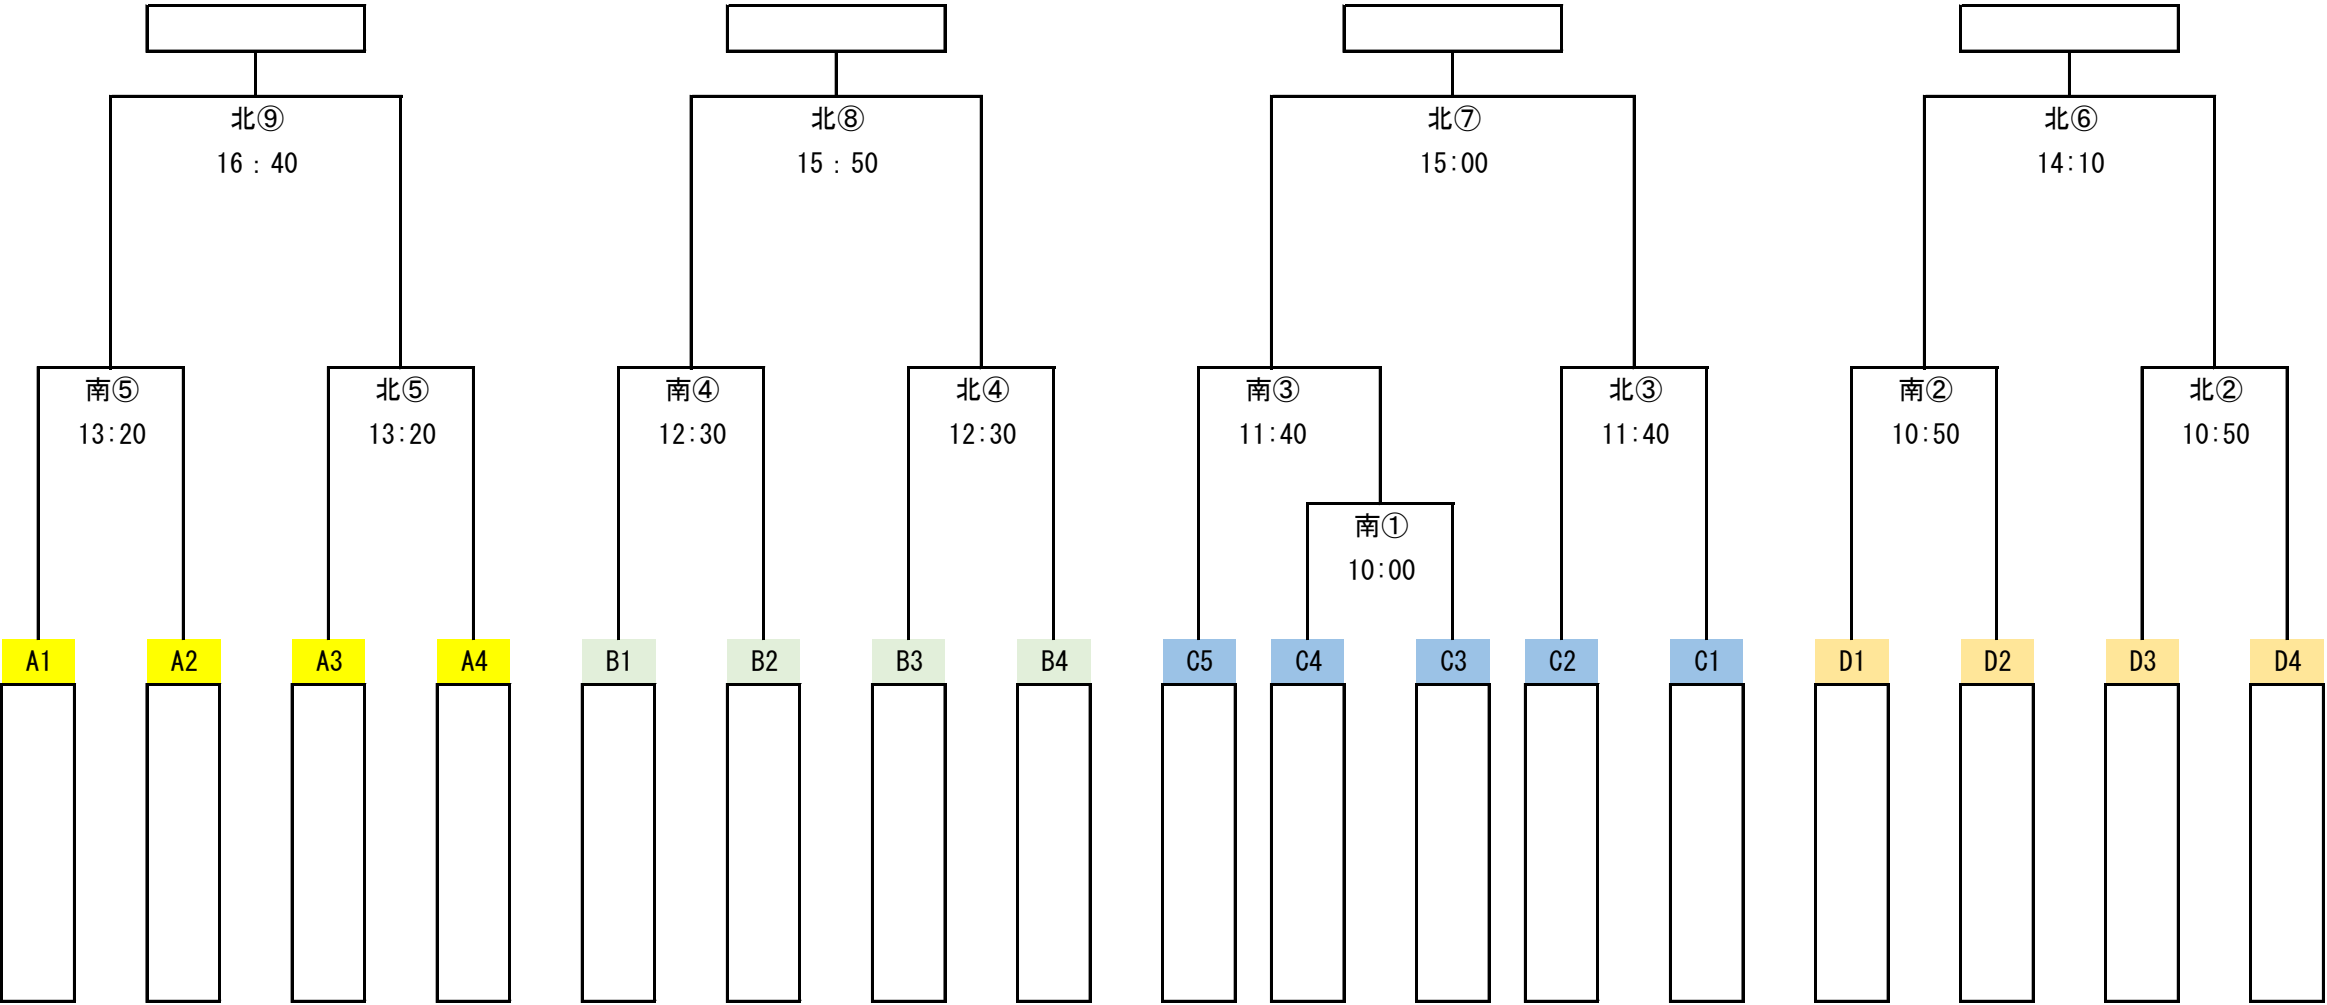 北⑨
16：40
北⑧
15：50
北⑦
15:00
北⑥
14:10
南⑤
13:20
北⑤
13:20
南④
12:30
北④
12:30
南③
11:40
北③
11:40
南②
10:50
北②
10:50
南①
10:00
A1
A2
A3
A4
B1
B2
B3
B4
C5
C4
C3
C2
C1
D1
D2
D3
D4